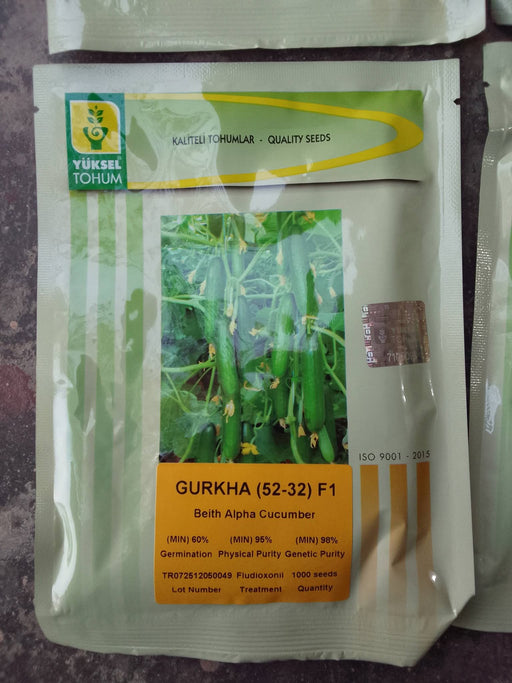 YÜKSEL
TOHUM
KALİTELİ TOHUMLAR - QUALITY SEEDS
ISO 9001 - 2015
GURKHA (52-32) F1
Beith Alpha Cucumber
(MIN) 60% (MIN) 95% (MIN) 98%
Germination Physical Purity Genetic Purity
TR072512050049 Fludioxonil 1000 seeds
Lot Number Treatment Quantity